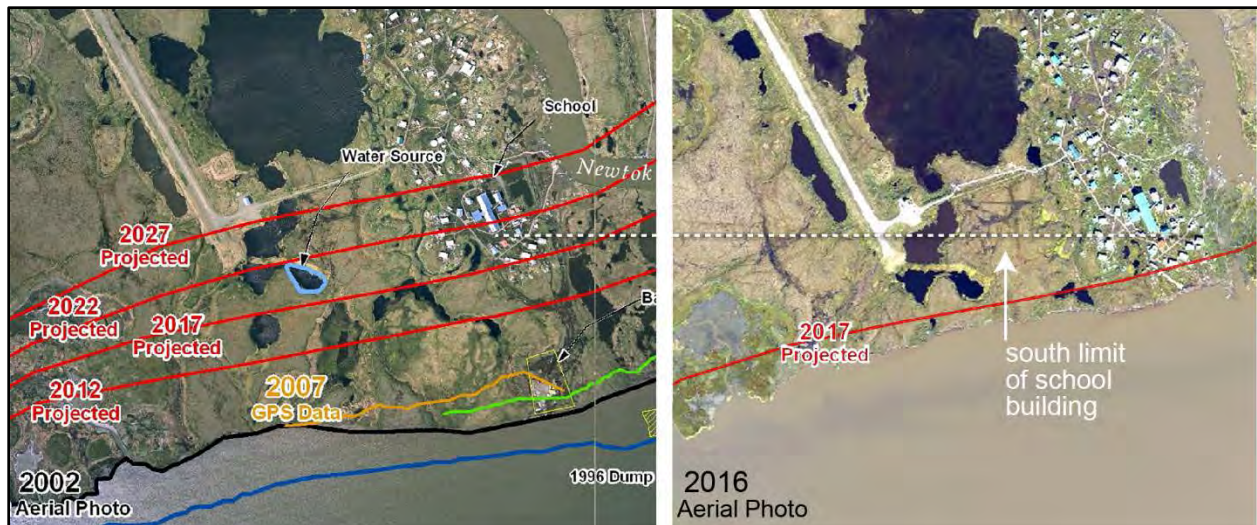 School
Water Source
Newtok
2027
Projected
2022
Projected
2017
Projected
2012
Projected
2007
GPS Data
Ba
1996 Dump
2002
Aerial Photo
2017
Projected
south limit
of school
building
2016
Aerial Photo